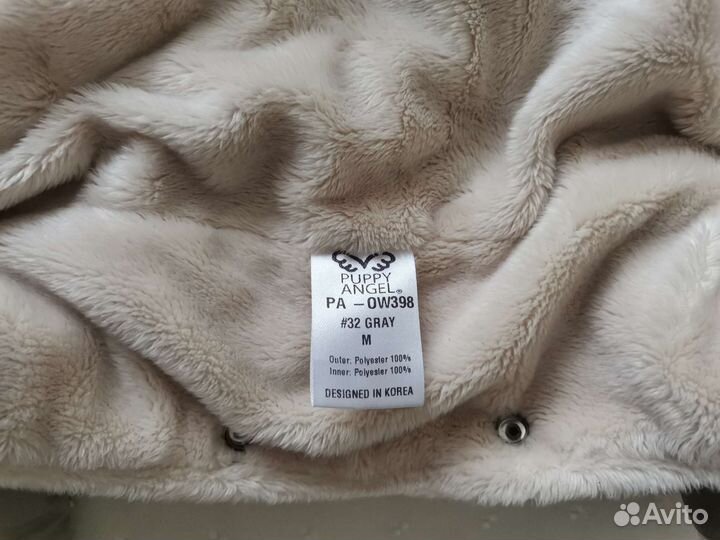 PUPPY
ANGEL®
PA - OW398
#32 GRAY
M
Outer: Polyester 100%
Inner: Polyester 100%
DESIGNED IN KOREA
Avito